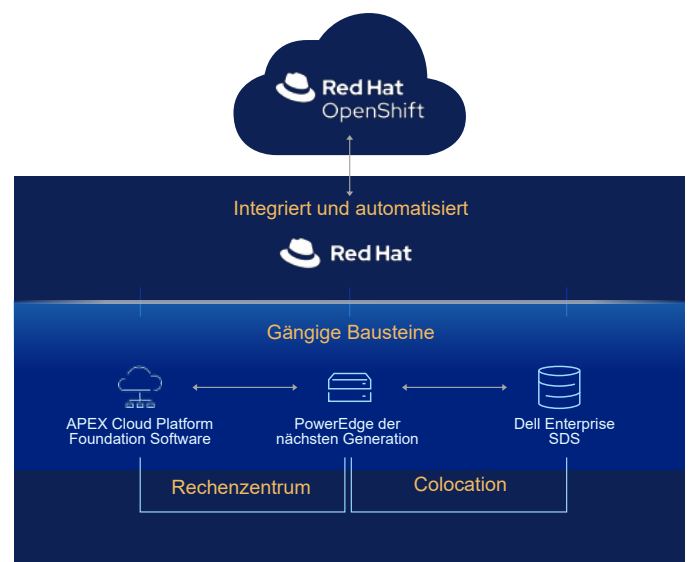 Red Hat
OpenShift
Integriert und automatisiert
Red Hat
Gängige Bausteine
APEX Cloud Platform
Foundation Software
PowerEdge der
nächsten Generation
Dell Enterprise
SDS
Rechenzentrum
Colocation